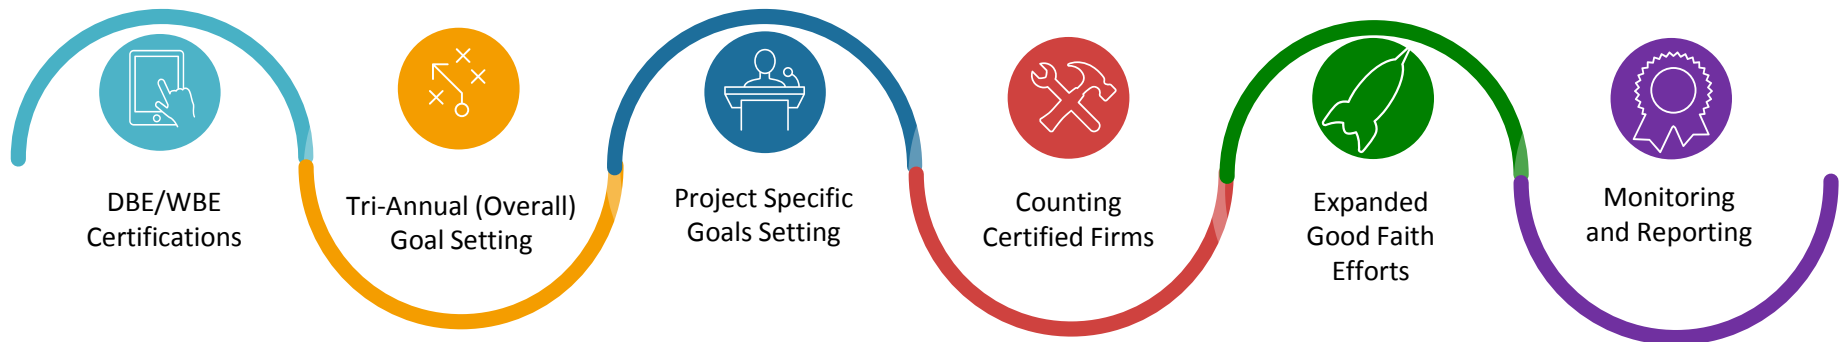 DBE/WBE
Certifications
Tri-Annual (Overall)
Goal Setting
Project Specific
Goals Setting
Counting
Certified Firms
Expanded
Good Faith
Efforts
Monitoring
and Reporting